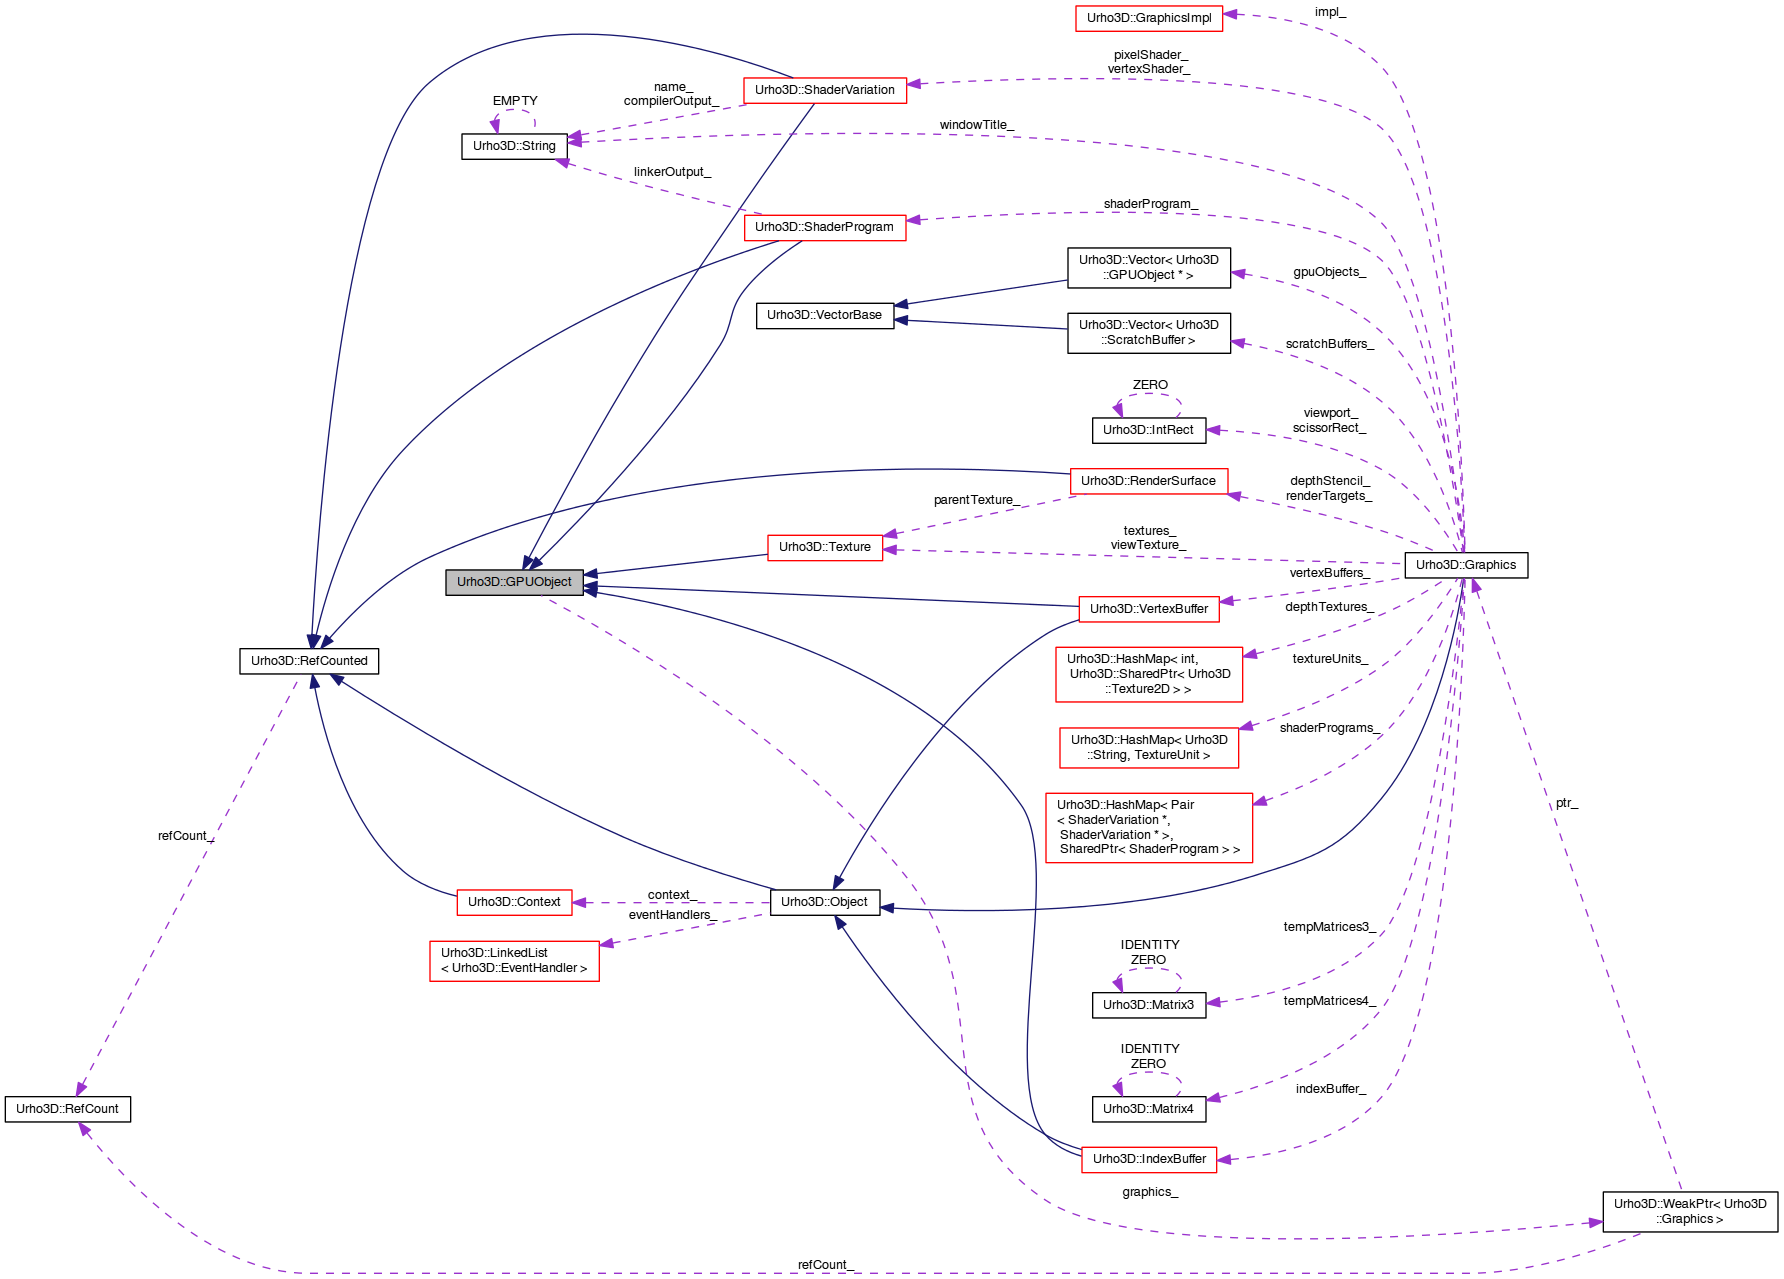 impl_
Urho3D::GraphicsImpl
pixelShader_
vertexShader_
Urho3D::ShaderVariation
name_
compilerOutput_
EMPTY
windowTitle_
Urho3D::String
linkerOutput_
shaderProgram_
Urho3D::ShaderProgram
Urho3D::Vector< Urho3D
::GPUObject * >
gpuObjects_
Urho3D::VectorBase
Urho3D::Vector< Urho3D
::ScratchBuffer >
scratchBuffers_
ZERO
Urho3D::IntRect
viewport_
scissorRect_
Urho3D::RenderSurface
depthStencil_
renderTargets_
parentTexture_
textures_
viewTexture_
Urho3D::Texture
Urho3D::Graphics
Urho3D::GPUObject
vertexBuffers_
Urho3D::VertexBuffer
depthTextures_
Urho3D::RefCounted
Urho3D::HashMap< int,
Urho3D::SharedPtr< Urho3D
::Texture2D > >
textureUnits_
Urho3D::HashMap< Urho3D
::String, TextureUnit >
shaderPrograms_
Urho3D::HashMap< Pair
< ShaderVariation *,
ShaderVariation * >,
SharedPtr< ShaderProgram > >
ptr_
refCount_
Urho3D::Context
context_
Urho3D::Object
eventHandlers_
Urho3D::LinkedList
< Urho3D::EventHandler >
tempMatrices3_
IDENTITY
ZERO
Urho3D::Matrix3
tempMatrices4_
IDENTITY
ZERO
Urho3D::Matrix4
indexBuffer_
Urho3D::RefCount
Urho3D::IndexBuffer
graphics_
Urho3D::WeakPtr< Urho3D
::Graphics >
refCount_